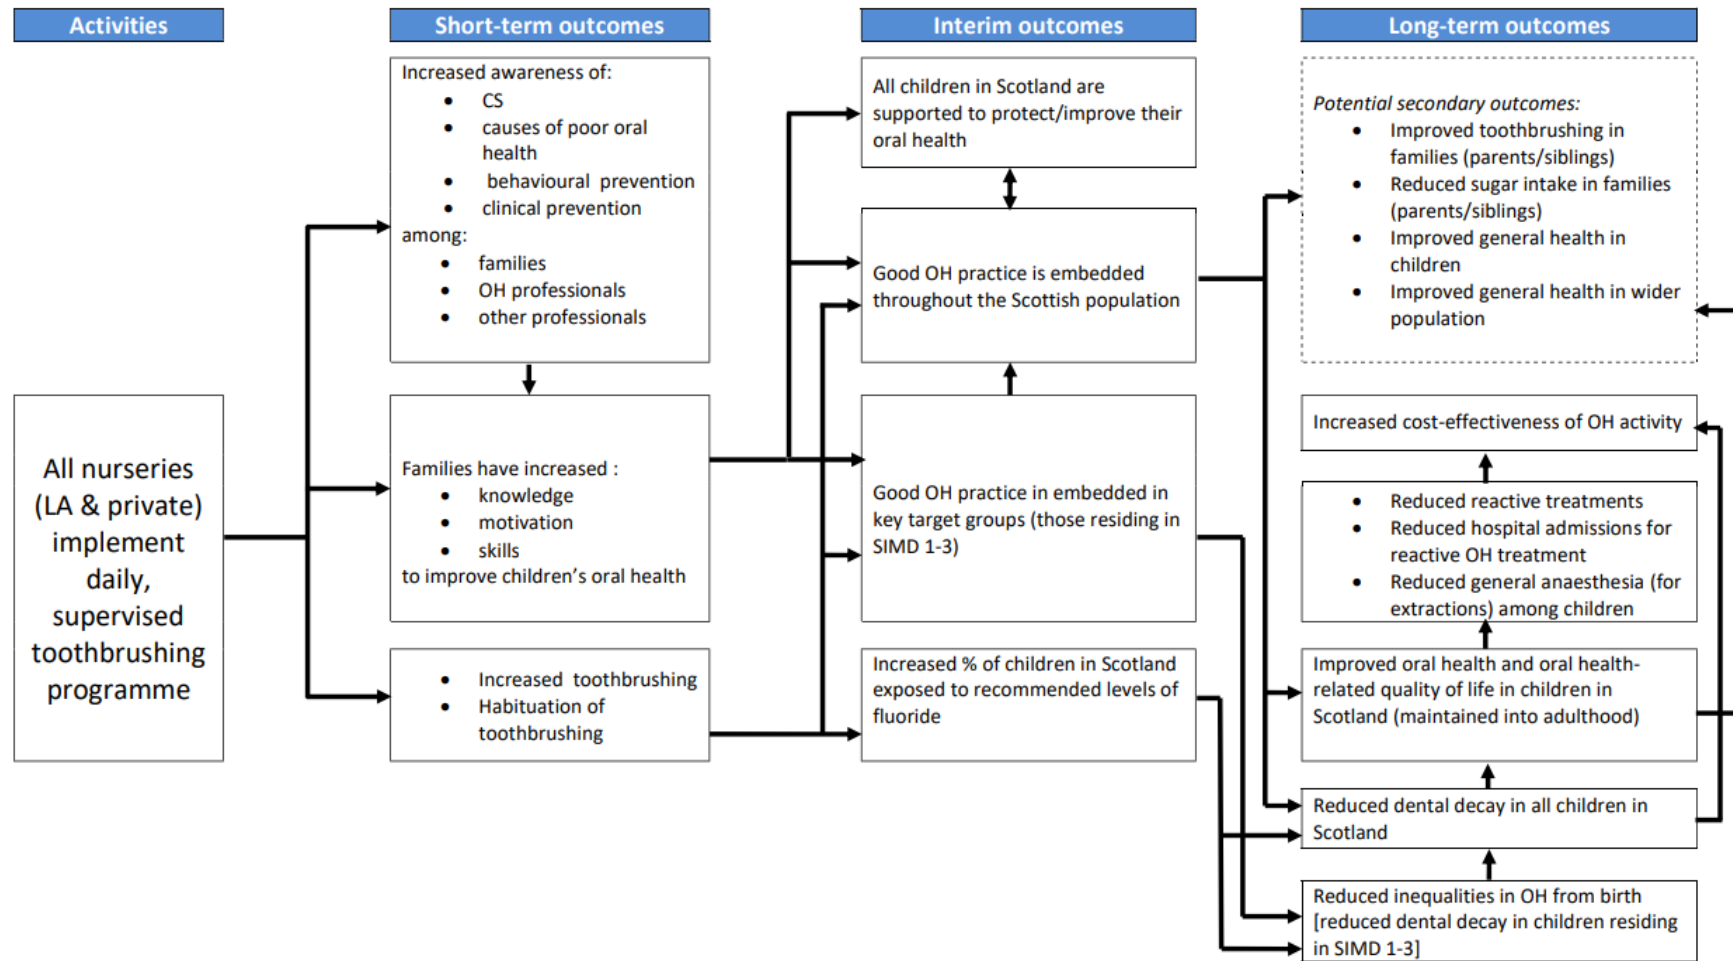 Activities
Short-term outcomes
Interim outcomes
Long-term outcomes
All nurseries
(LA & private)
implement
daily,
supervised
toothbrushing
programme
Increased awareness of:
• CS
• causes of poor oral
health
• behavioural prevention
• clinical prevention
among:
• families
• OH professionals
• other professionals
Families have increased :
• knowledge
• motivation
• skills
to improve children’s oral health
• Increased toothbrushing
• Habituation of
toothbrushing
All children in Scotland are
supported to protect/improve their
oral health
Good OH practice is embedded
throughout the Scottish population
Good OH practice in embedded in
key target groups (those residing in
SIMD 1-3)
Increased % of children in Scotland
exposed to recommended levels of
fluoride
Potential secondary outcomes:
• Improved toothbrushing in
families (parents/siblings)
• Reduced sugar intake in families
(parents/siblings)
• Improved general health in
children
• Improved general health in wider
population
Increased cost-effectiveness of OH activity
• Reduced reactive treatments
• Reduced hospital admissions for
reactive OH treatment
• Reduced general anaesthesia (for
extractions) among children
Improved oral health and oral health-
related quality of life in children in
Scotland (maintained into adulthood)
Reduced dental decay in all children in
Scotland
Reduced inequalities in OH from birth
[reduced dental decay in children residing
in SIMD 1-3]